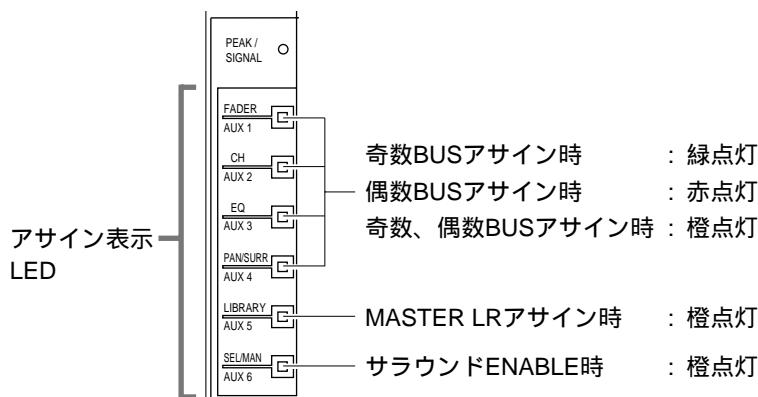 PEAK /
SIGNAL
FADER
AUX 1
CH
AUX 2
EQ
AUX 3
PAN/SURR
AUX 4
LIBRARY
AUX 5
SEL/MAN
AUX 6
アサイン表示
LED
奇数BUSアサイン時 : 緑点灯
偶数BUSアサイン時 : 赤点灯
奇数、偶数BUSアサイン時 : 橙点灯
MASTER LRアサイン時 : 橙点灯
サラウンドENABLE時 : 橙点灯